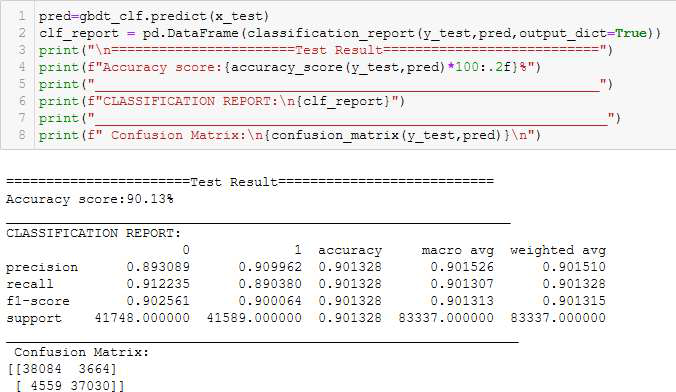 1 pred=gbdt_clf.predict(x_test)
2 clf_report = pd.DataFrame(classification_report(y_test,pred,output_dict=True))
3 print("\n=======================Test Result===========================")
4 print(f"Accuracy score:{accuracy_score(y_test,pred)*100:.2f}%")
5 print("_______________________________________________________________")
6 print(f"CLASSIFICATION REPORT:\n{clf_report}")
7 print("________________________________________________________________")
8 print(f" Confusion Matrix:\n{confusion_matrix(y_test,pred)}\n")
=======================Test Result===========================
Accuracy score:90.13%
_______________________________________________________________
CLASSIFICATION REPORT:
0 1 accuracy macro avg weighted avg
precision 0.893089 0.909962 0.901328 0.901526 0.901510
recall 0.912235 0.890380 0.901328 0.901307 0.901328
f1-score 0.902561 0.900064 0.901328 0.901313 0.901315
support 41748.000000 41589.000000 0.901328 83337.000000 83337.000000
________________________________________________________________
Confusion Matrix:
[[38084 3664]
[ 4559 37030]]